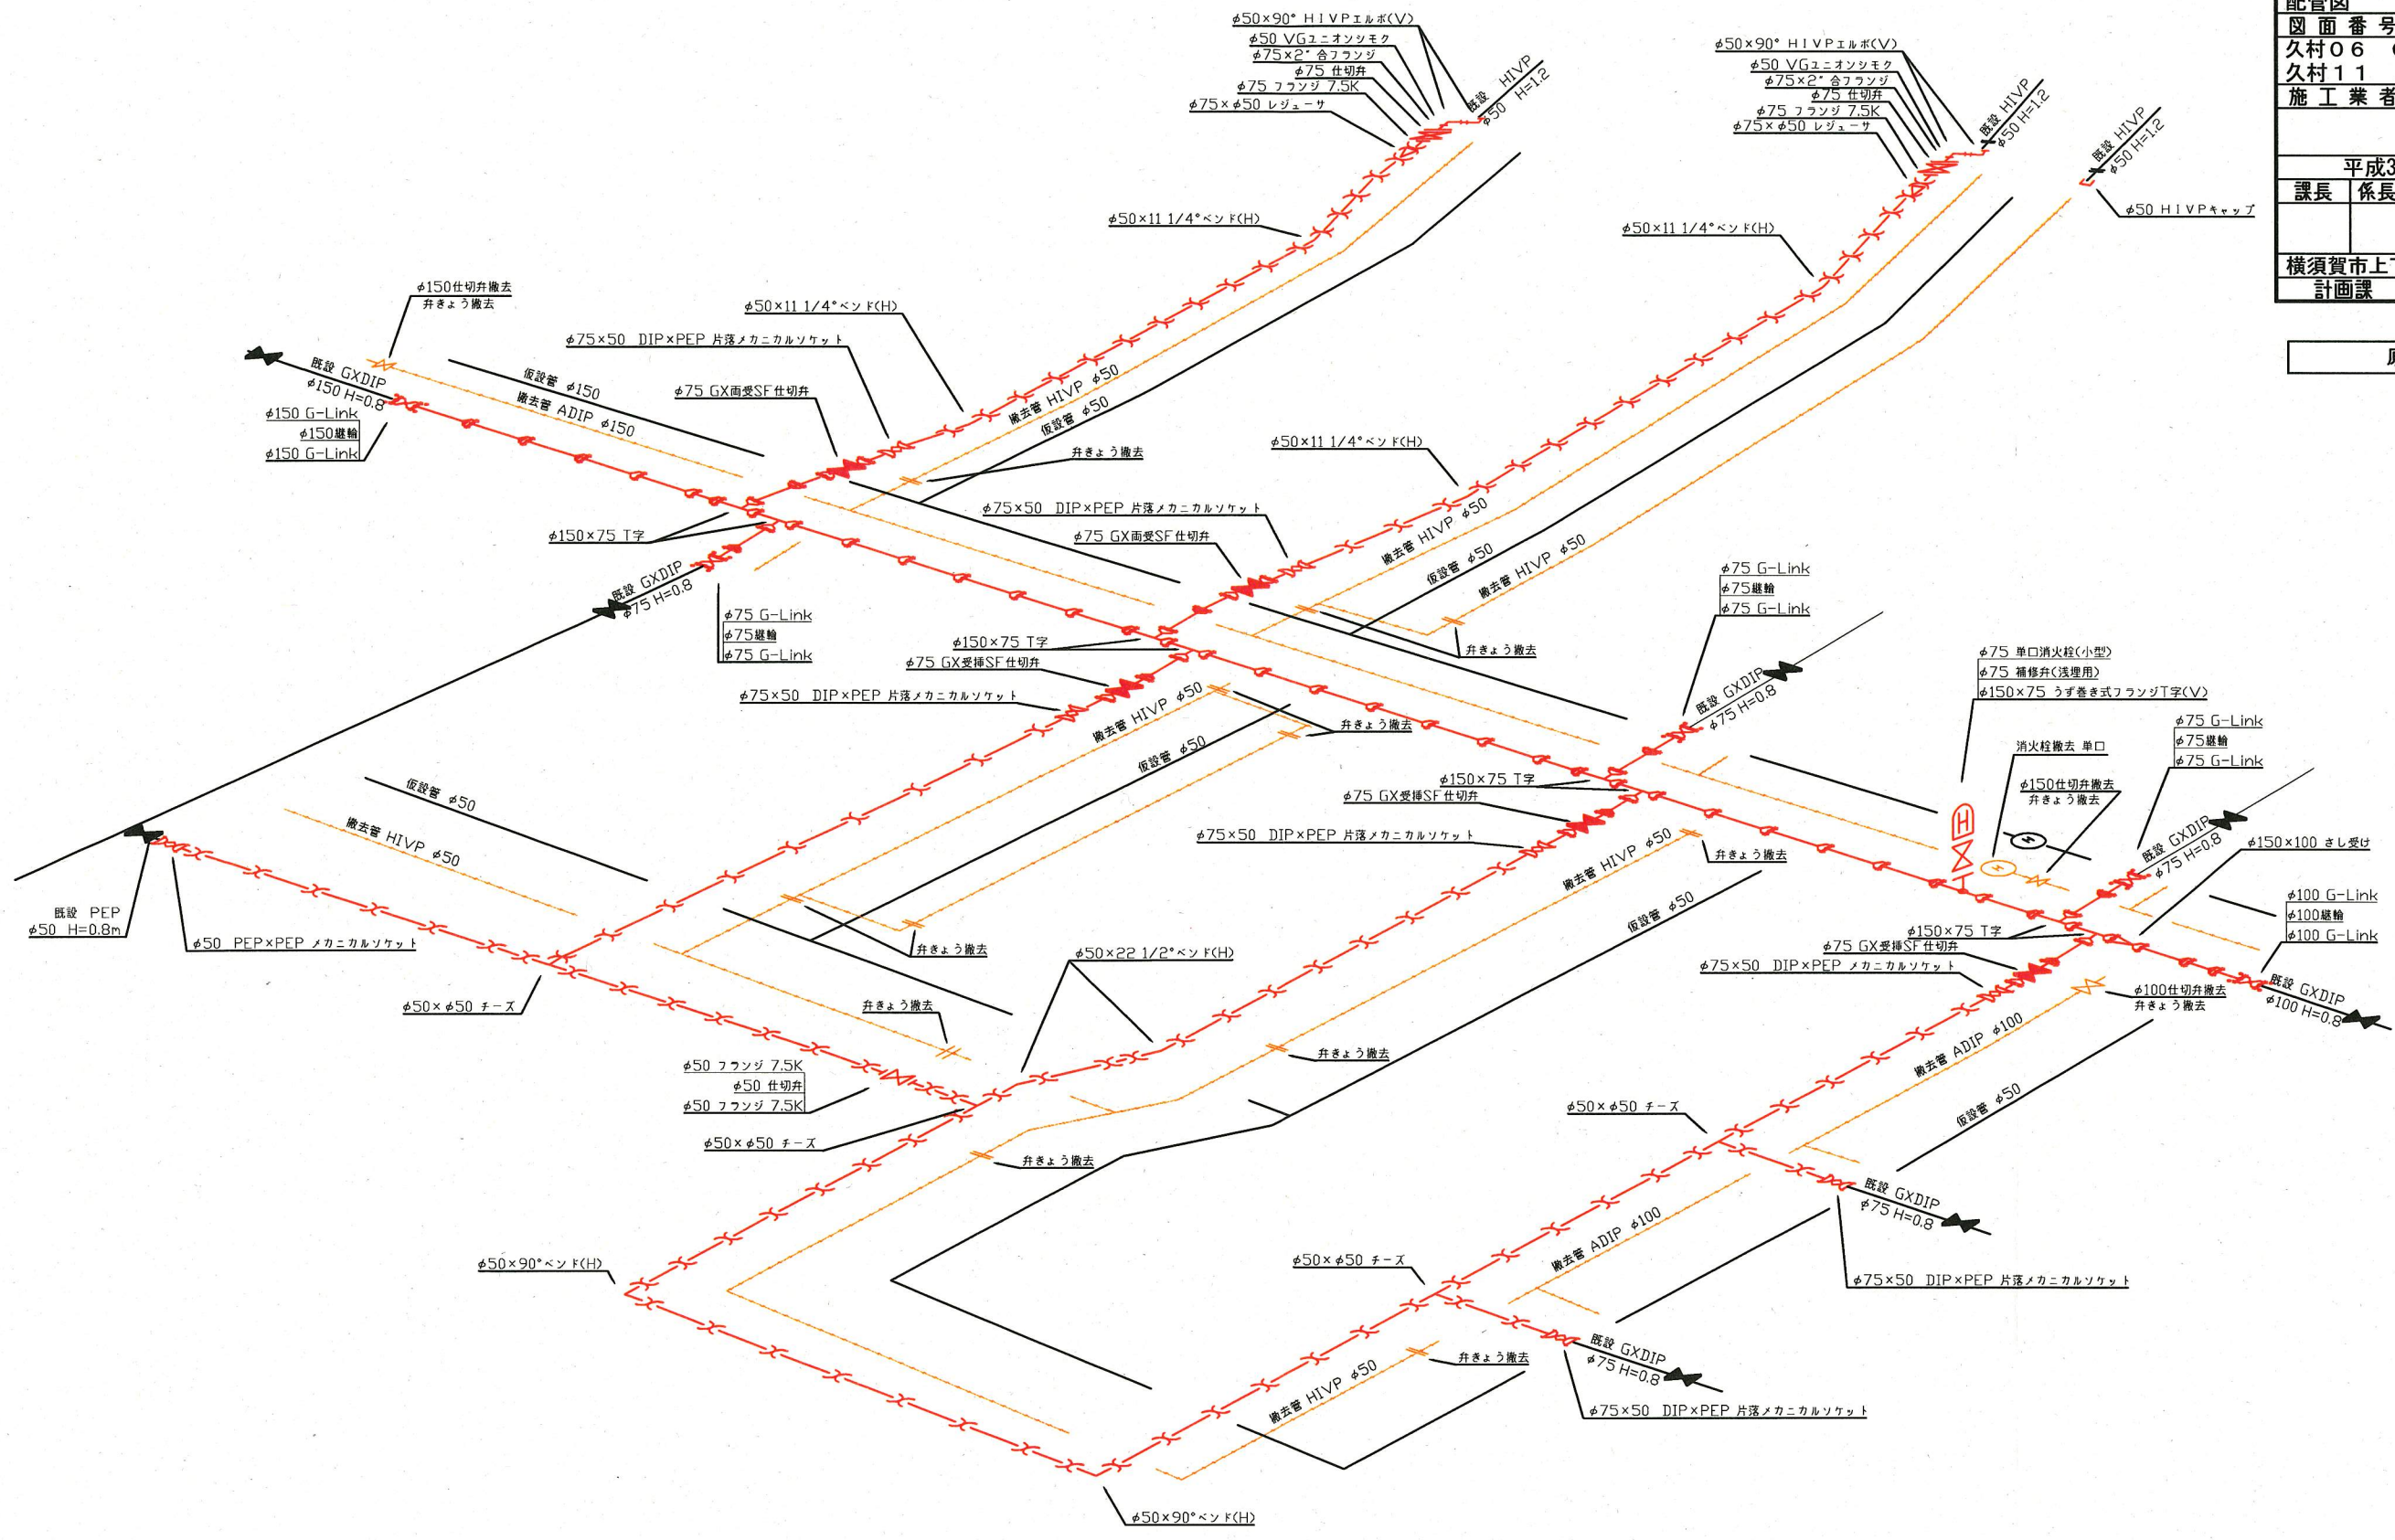 配管図
図面番号
久村06
久村11
施工業者
平成3
課長 係長
横須賀市上下
計画課
φ50×90° HIVPエルボ(V)
φ50 VGユニオンシモク
φ75×2" 合フランジ
φ75 仕切弁
φ75 フランジ 7.5K
φ75×φ50 レジューサ
既設 HIVP
φ50 H=1.2
φ50×90° HIVPエルボ(V)
φ50 VGユニオンシモク
φ75×2" 合フランジ
φ75 仕切弁
φ75 フランジ 7.5K
φ75×φ50 レジューサ
既設 HIVP
φ50 H=1.2
既設 HIVP
φ50 H=1.2
φ50 HIVPキャップ
φ50×11 1/4°ベンド(H)
φ50×11 1/4°ベンド(H)
φ150仕切弁撤去
弁きょう撤去
φ50×11 1/4°ベンド(H)
φ75×50 DIP×PEP 片落メカニカルソケット
既設 GXDIP
φ150 H=0.8
仮設管 φ150
撤去管 ADIP φ150
φ75 GX両受SF仕切弁
撤去管 HIVP φ50
仮設管 φ50
φ150 G-Link
φ150継輪
φ150 G-Link
弁きょう撤去
φ50×11 1/4°ベンド(H)
φ75×50 DIP×PEP 片落メカニカルソケット
φ150×75 T字
φ75 GX両受SF仕切弁
撤去管 HIVP φ50
仮設管 φ50
撤去管 HIVP φ50
既設 GXDIP
φ75 H=0.8
φ75 G-Link
φ75継輪
φ75 G-Link
φ75 G-Link
φ75継輪
φ75 G-Link
φ150×75 T字
φ75 GX受挿SF仕切弁
弁きょう撤去
φ75×50 DIP×PEP 片落メカニカルソケット
既設 GXDIP
φ75 H=0.8
φ75 単口消火栓(小型)
φ75 補修弁(浅埋用)
φ150×75 うず巻き式フランジT字(V)
撤去管 HIVP φ50
仮設管 φ50
弁きょう撤去
φ75 G-Link
φ75継輪
φ75 G-Link
消火栓撤去 単口
φ150仕切弁撤去
弁きょう撤去
φ150×75 T字
φ75 GX受挿SF仕切弁
仮設管 φ50
撤去管 HIVP φ50
φ75×50 DIP×PEP 片落メカニカルソケット
H
撤去管 HIVP φ50
弁きょう撤去
既設 GXDIP
φ75 H=0.8
φ150×100 さし受け
φ100 G-Link
φ100継輪
φ100 G-Link
仮設管 φ50
既設 PEP
φ50 H=0.8m
φ50 PEP×PEP メカニカルソケット
弁きょう撤去
φ50×22 1/2°ベンド(H)
φ150×75 T字
φ75 GX受挿SF仕切弁
φ75×50 DIP×PEP メカニカルソケット
φ100仕切弁撤去
弁きょう撤去
既設 GXDIP
φ100 H=0.8
φ50×φ50 チーズ
弁きょう撤去
弁きょう撤去
撤去管 ADIP φ100
φ50 フランジ 7.5K
φ50 仕切弁
φ50 フランジ 7.5K
仮設管 φ50
φ50×φ50 チーズ
φ50×φ50 チーズ
弁きょう撤去
既設 GXDIP
φ75 H=0.8
撤去管 ADIP φ100
φ50×90°ベンド(H)
φ50×φ50 チーズ
φ75×50 DIP×PEP 片落メカニカルソケット
既設 GXDIP
φ75 H=0.8
弁きょう撤去
撤去管 HIVP φ50
φ75×50 DIP×PEP 片落メカニカルソケット
φ50×90°ベンド(H)